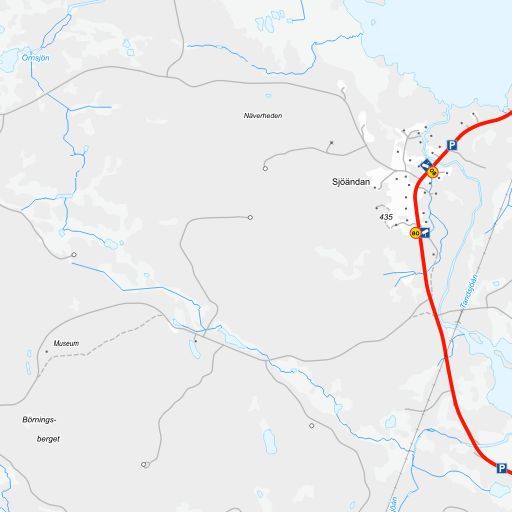 Örnsjön
Näverheden
P
Sjöändan
435
80
Tandsjöån
Museum
Börnings-
berget
P